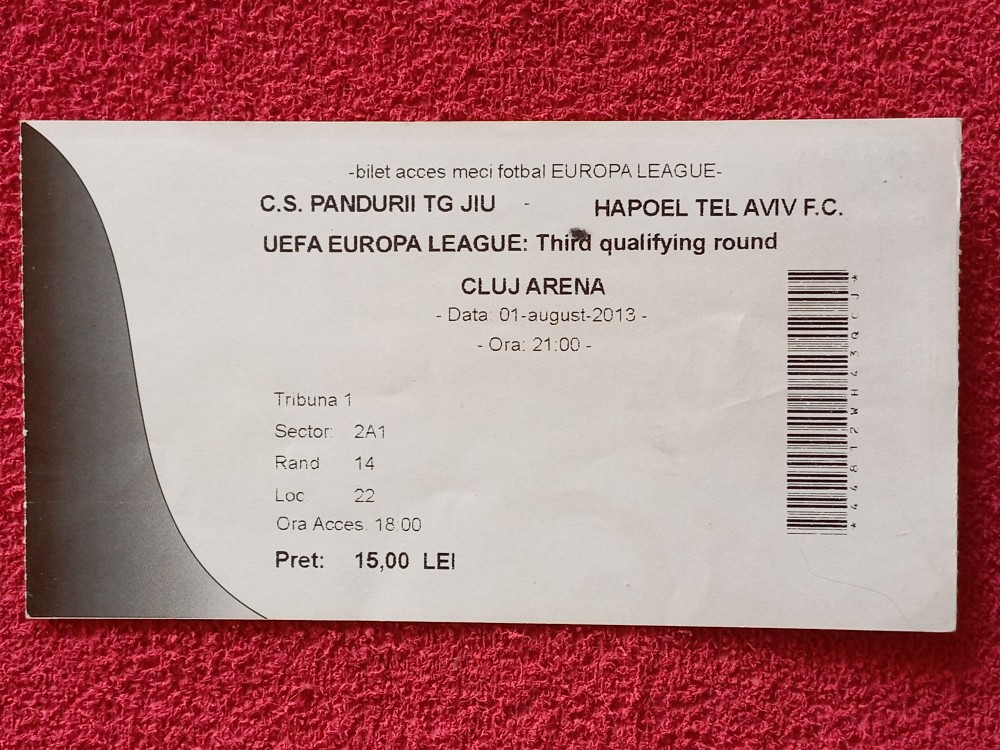 -bilet acces meci fotbal EUROPA LEAGUE-
C.S. PANDURII TG JIU - HAPOEL TEL AVIV F.C.
UEFA EUROPA LEAGUE: Third qualifying round
CLUJ ARENA
- Data: 01-august-2013 -
- Ora: 21:00 -
Tribuna 1
Sector: 2A1
Rand 14
Loc 22
Ora Acces: 18:00
Pret: 15,00 LEI
*44812WH43QCJ*